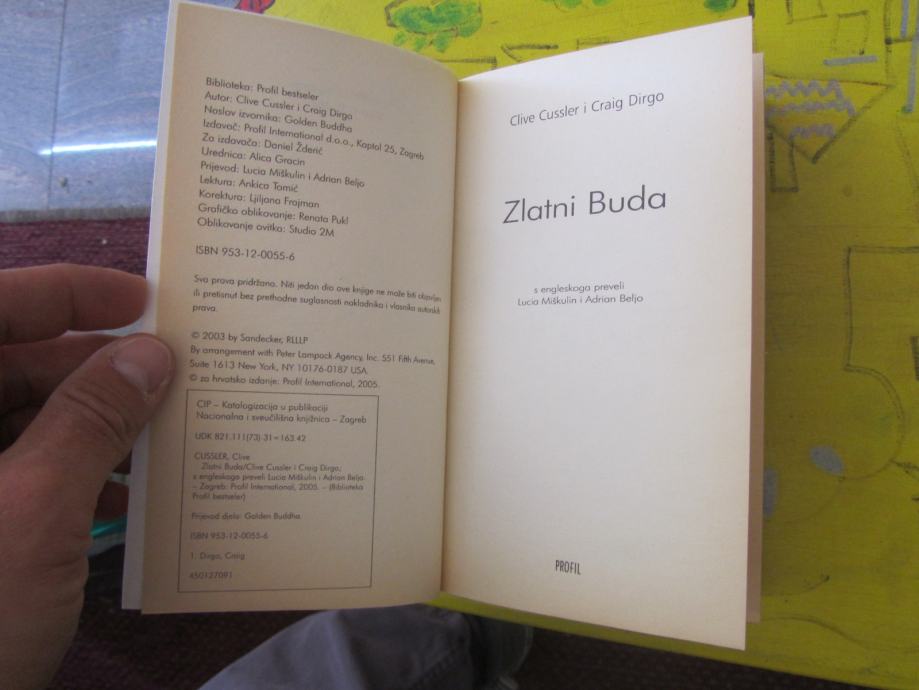 Biblioteka: Profil bestseler
Autor: Clive Cussler i Craig Dirgo
Naslov izvornika: Golden Buddha
Izdavač: Profil International d.o.o., Kaptol 25, Zagreb
Za izdavača: Daniel Žderić
Urednica: Alica Gracin
Prijevod: Lucia Miškulin i Adrian Beljo
Lektura: Ankica Tomić
Korektura: Ljiljana Frajman
Grafičko oblikovanje: Renata Pukl
Oblikovanje ovitka: Studio 2M
ISBN 953-12-0055-6
Sva prava pridržana. Niti jedan dio ove knjige ne može biti objavljen
ili pretisnut bez prethodne suglasnosti nakladnika i vlasnika autorskih
prava.
© 2003 by Sandecker, RLLLP
By arrangement with Peter Lampack Agency, Inc. 551 Fifth Avenue,
Suite 1613 New York, NY 10176-0187 USA.
© za hrvatsko izdanje: Profil International, 2005.
CIP – Katalogizacija u publikaciji
Nacionalna i sveučilišna knjižnica – Zagreb
UDK 821.111(73)-31=163.42
CUSSLER, Clive
Zlatni Buda/Clive Cussler i Craig Dirgo;
s engleskoga preveli Lucia Miškulin i Adrian Beljo.
– Zagreb: Profil International, 2005. – (Biblioteka
Profil bestseler)
Prijevod djela: Golden Buddha.
ISBN 953-12-0055-6
1. Dirgo, Craig
450127091
Clive Cussler i Craig Dirgo
Zlatni Buda
s engleskoga preveli
Lucia Miškulin i Adrian Beljo
PROFIL